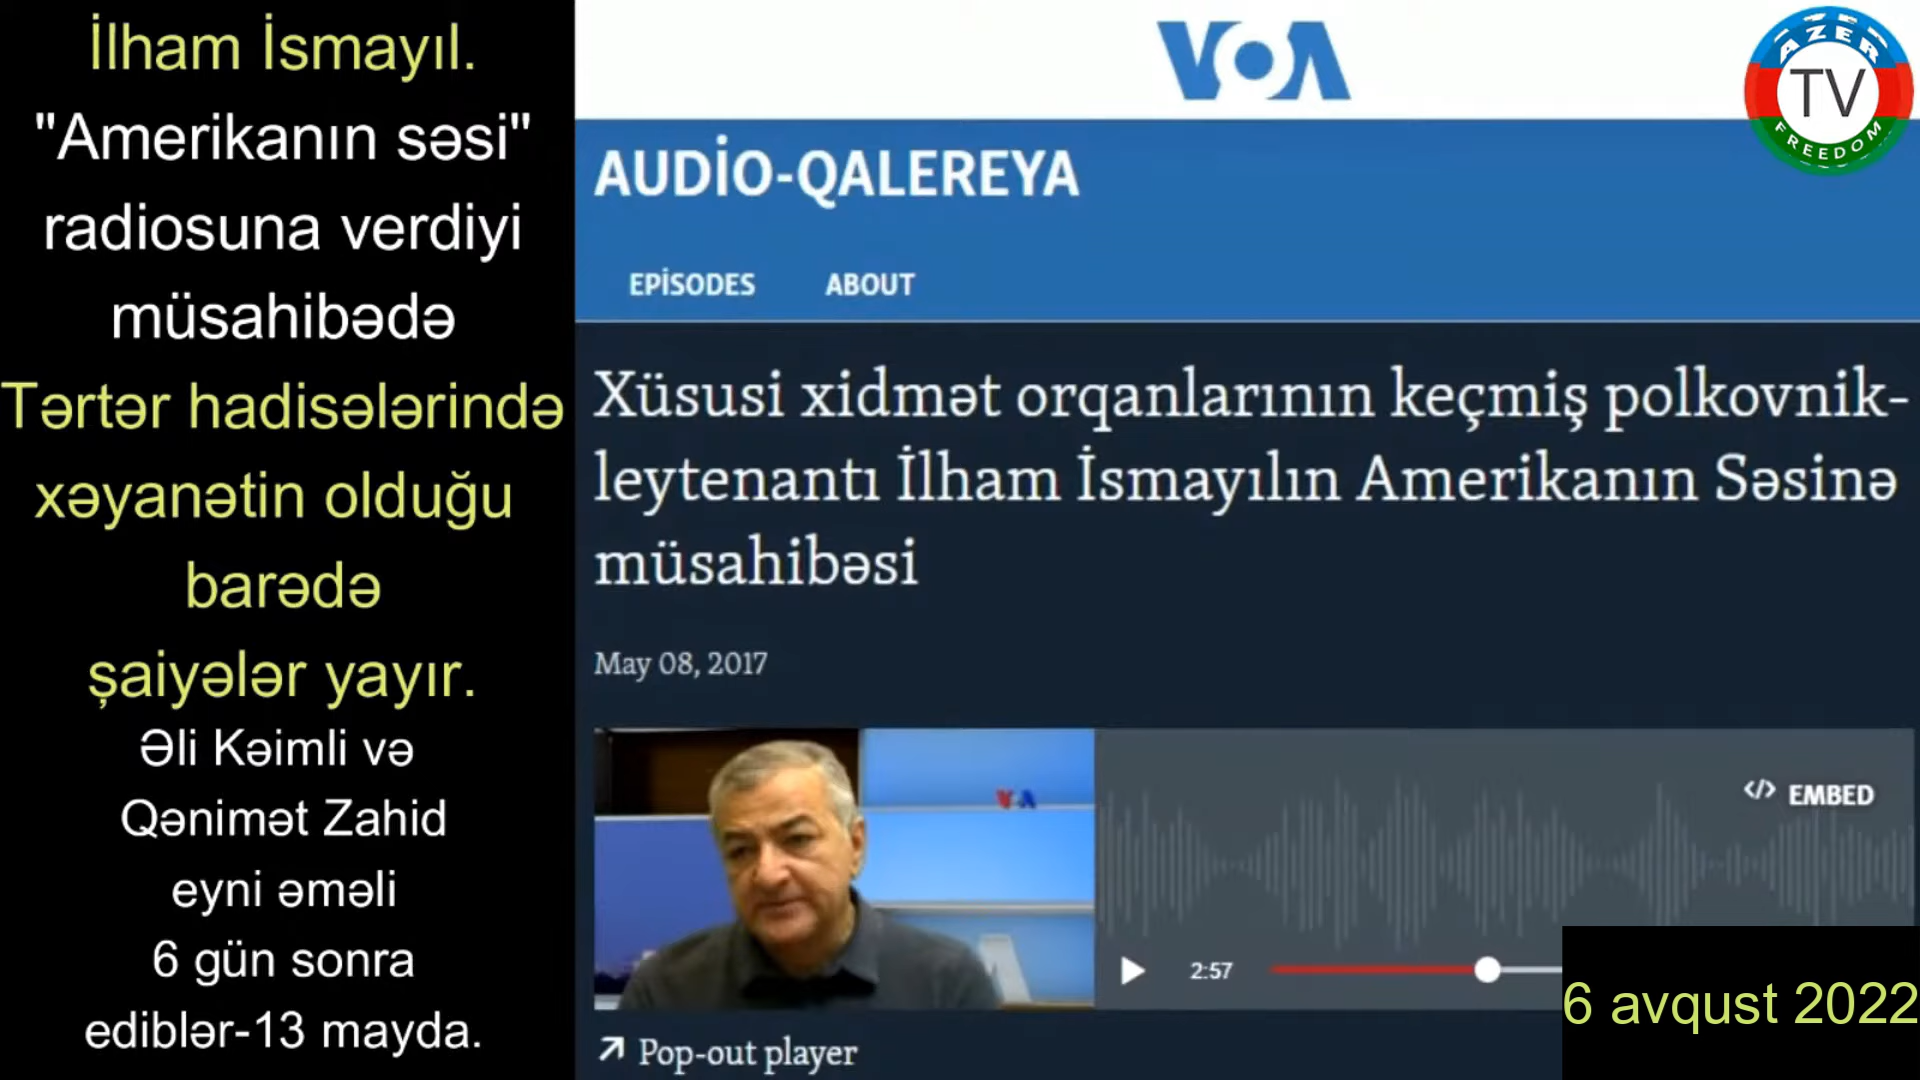 İlham İsmayıl.
"Amerikanın səsi"
radiosuna verdiyi
müsahibədə
Tərtər hadisələrində
xəyanətin olduğu
barədə
şaiyələr yayır.
Əli Kəimli və
Qənimət Zahid
eyni əməli
6 gün sonra
ediblər-13 mayda.
VOA
AZER
TV
FREEDOM
AUDİO-QALEREYA
EPİSODES ABOUT
Xüsusi xidmət orqanlarının keçmiş polkovnik-
leytenantı İlham İsmayılın Amerikanın Səsinə
müsahibəsi
May 08, 2017
VOA
</> EMBED
2:57
Pop-out player
6 avqust 2022